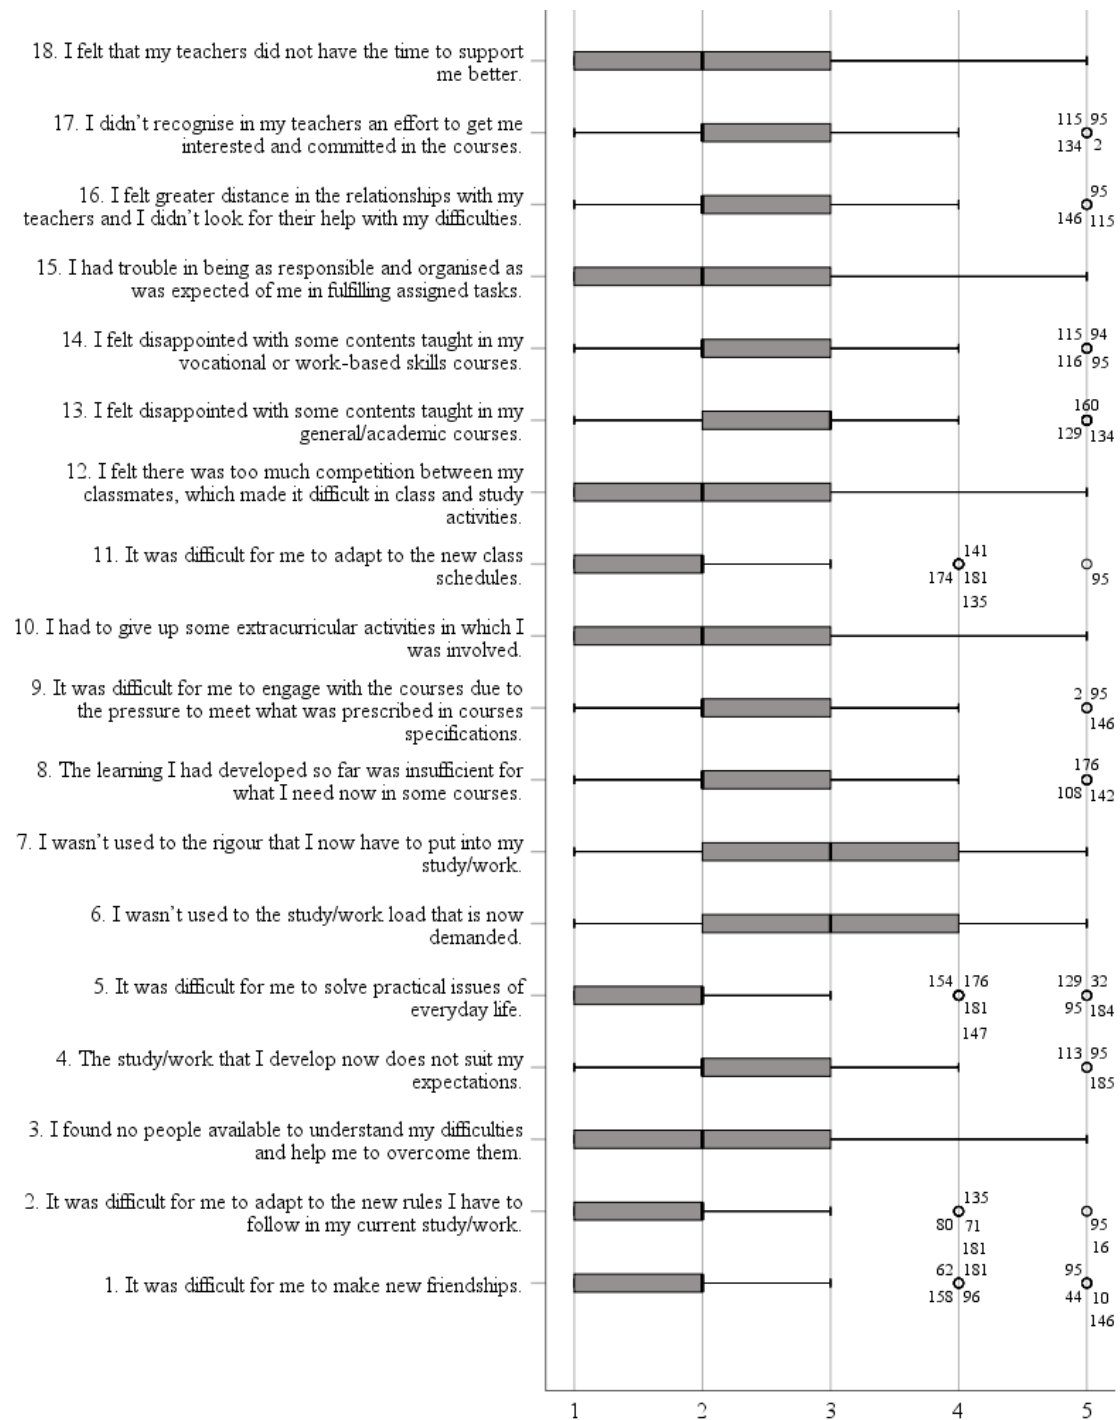 18. I felt that my teachers did not have the time to support
me better.
17. I didn't recognise in my teachers an effort to get me
interested and committed in the courses.
115 95
134 2
16. I felt greater distance in the relationships with my
teachers and I didn't look for their help with my difficulties.
95
146 115
15. I had trouble in being as responsible and organised as
was expected of me in fulfilling assigned tasks.
14. I felt disappointed with some contents taught in my
vocational or work-based skills courses.
115 94
116 95
13. I felt disappointed with some contents taught in my
general/academic courses.
160
129 134
12. I felt there was too much competition between my
classmates, which made it difficult in class and study
activities.
11. It was difficult for me to adapt to the new class
schedules.
141
174 181 95
135
10. I had to give up some extracurricular activities in which I
was involved.
9. It was difficult for me to engage with the courses due to
the pressure to meet what was prescribed in courses
specifications.
2 95
146
8. The learning I had developed so far was insufficient for
what I need now in some courses.
176
108 142
7. I wasn't used to the rigour that I now have to put into my
study/work.
6. I wasn't used to the study/work load that is now
demanded.
5. It was difficult for me to solve practical issues of
everyday life.
154 176 129 32
181 95 184
147
4. The study/work that I develop now does not suit my
expectations.
113 95
185
3. I found no people available to understand my difficulties
and help me to overcome them.
2. It was difficult for me to adapt to the new rules I have to
follow in my current study/work.
135
80 71 95
181 16
1. It was difficult for me to make new friendships.
62 181 95
158 96 44 10
146
1 2 3 4 5